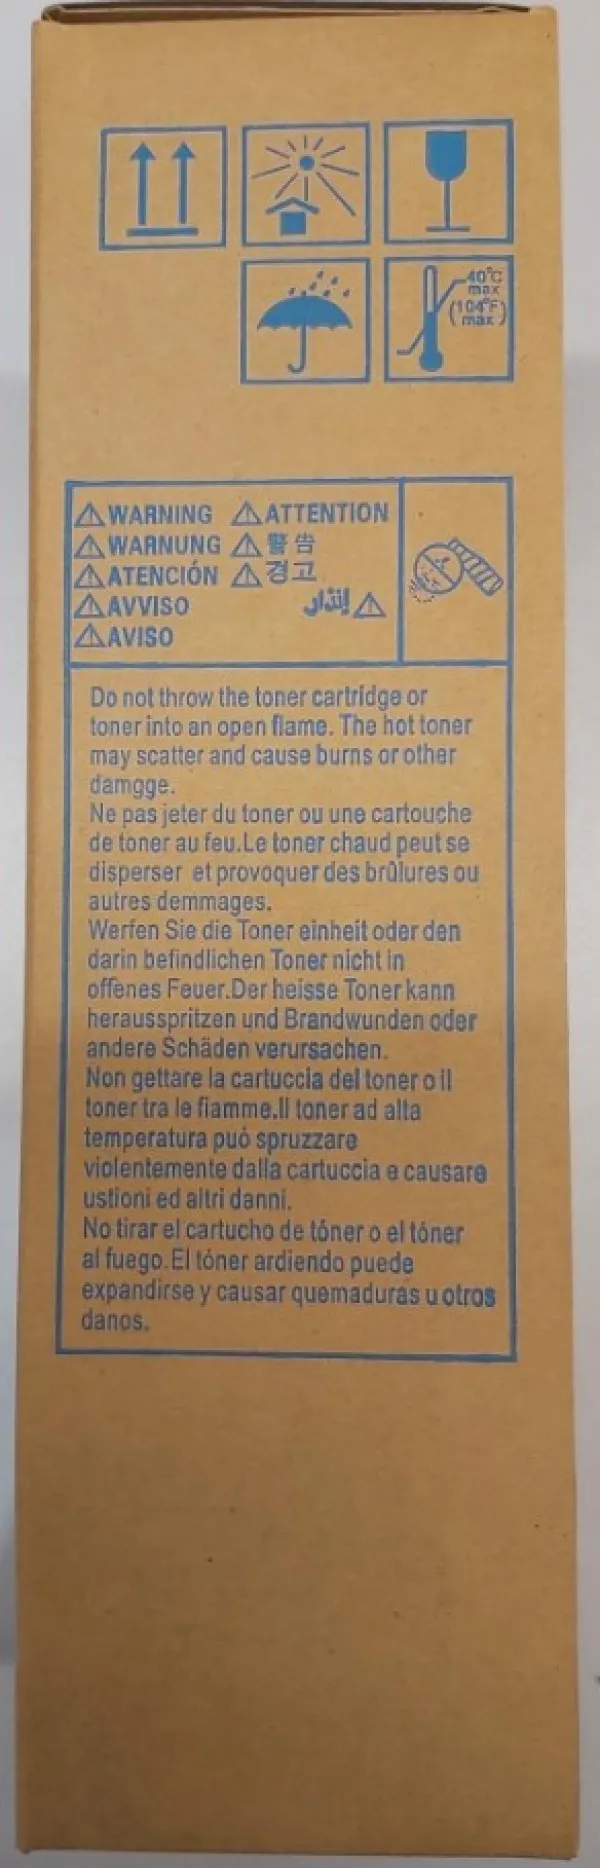 40°C
max
(104°F)
max
⚠WARNING ⚠ATTENTION
⚠WARNUNG ⚠警告
⚠ATENCIÓN ⚠경고
⚠AVVISO إنذار⚠
⚠AVISO
Do not throw the toner cartridge or
toner into an open flame. The hot toner
may scatter and cause burns or other
damgge.
Ne pas jeter du toner ou une cartouche
de toner au feu.Le toner chaud peut se
disperser et provoquer des brûlures ou
autres demmages.
Werfen Sie die Toner einheit oder den
darin befindlichen Toner nicht in
offenes Feuer.Der heisse Toner kann
herausspritzen und Brandwunden oder
andere Schäden verursachen.
Non gettare la cartuccia del toner o il
toner tra le fiamme.Il toner ad alta
temperatura puó spruzzare
violentemente dalla cartuccia e causare
ustioni ed altri danni.
No tirar el cartucho de tóner o el tóner
al fuego.El tóner ardiendo puede
expandirse y causar quemaduras u otros
danos.